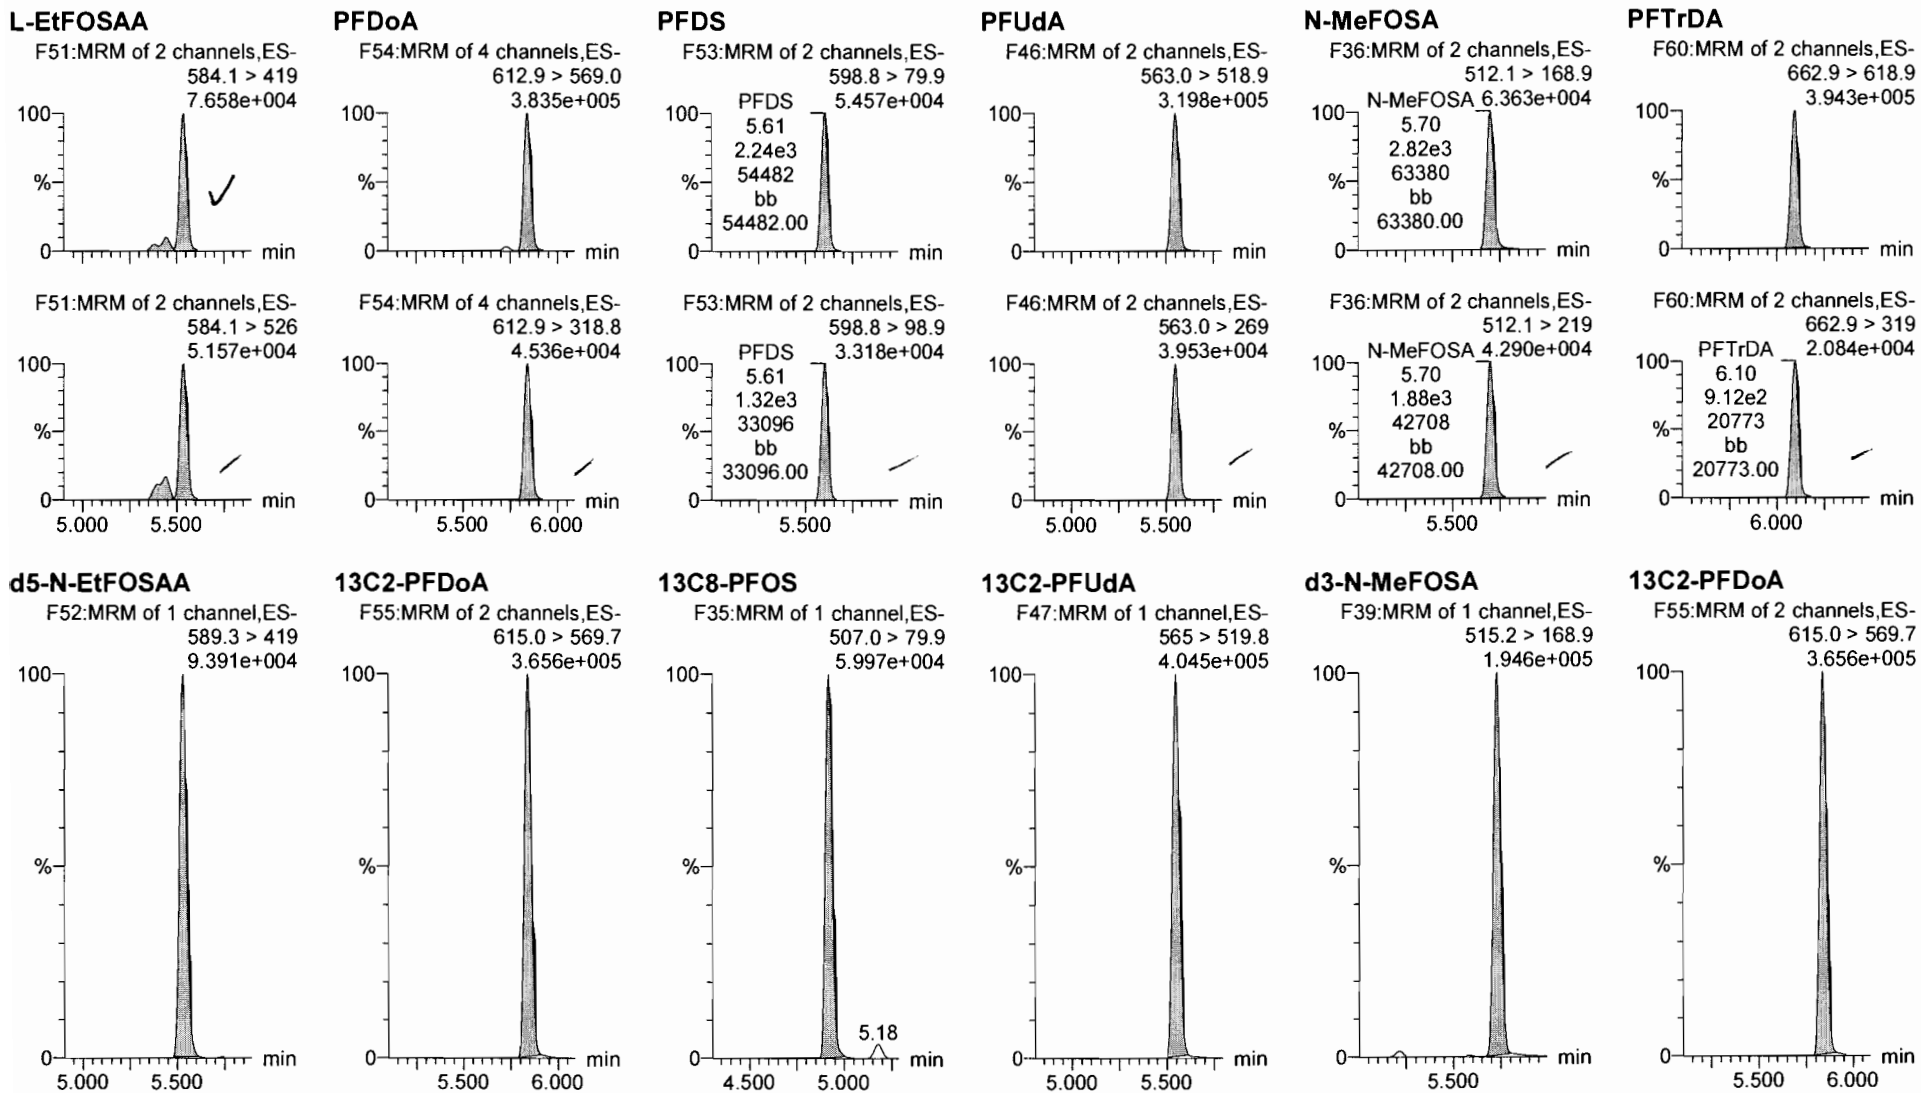 L-EtFOSAA
F51:MRM of 2 channels,ES-
584.1 > 419
7.658e+004
100
%
0
min
F51:MRM of 2 channels,ES-
584.1 > 526
5.157e+004
100
%
0
min
5.000 5.500
PFDoA
F54:MRM of 4 channels,ES-
612.9 > 569.0
3.835e+005
100
%
0
min
F54:MRM of 4 channels,ES-
612.9 > 318.8
4.536e+004
100
%
0
min
5.500 6.000
PFDS
F53:MRM of 2 channels,ES-
598.8 > 79.9
PFDS 5.457e+004
5.61
2.24e3
54482
bb
54482.00
100
%
0
min
F53:MRM of 2 channels,ES-
598.8 > 98.9
PFDS 3.318e+004
5.61
1.32e3
33096
bb
33096.00
100
%
0
min
5.500
PFUdA
F46:MRM of 2 channels,ES-
563.0 > 518.9
3.198e+005
100
%
0
min
F46:MRM of 2 channels,ES-
563.0 > 269
3.953e+004
100
%
0
min
5.000 5.500
N-MeFOSA
F36:MRM of 2 channels,ES-
512.1 > 168.9
N-MeFOSA 6.363e+004
5.70
2.82e3
63380
bb
63380.00
100
%
0
min
F36:MRM of 2 channels,ES-
512.1 > 219
N-MeFOSA 4.290e+004
5.70
1.88e3
42708
bb
42708.00
100
%
0
min
5.500
PFTrDA
F60:MRM of 2 channels,ES-
662.9 > 618.9
3.943e+005
100
%
0
min
F60:MRM of 2 channels,ES-
662.9 > 319
PFTrDA 2.084e+004
6.10
9.12e2
20773
bb
20773.00
100
%
0
min
6.000
d5-N-EtFOSAA
F52:MRM of 1 channel,ES-
589.3 > 419
9.391e+004
100
%
0
min
5.000 5.500
13C2-PFDoA
F55:MRM of 2 channels,ES-
615.0 > 569.7
3.656e+005
100
%
0
min
5.500 6.000
13C8-PFOS
F35:MRM of 1 channel,ES-
507.0 > 79.9
5.997e+004
100
%
5.18
0
min
4.500 5.000
13C2-PFUdA
F47:MRM of 1 channel,ES-
565 > 519.8
4.045e+005
100
%
0
min
5.000 5.500
d3-N-MeFOSA
F39:MRM of 1 channel,ES-
515.2 > 168.9
1.946e+005
100
%
0
min
5.500
13C2-PFDoA
F55:MRM of 2 channels,ES-
615.0 > 569.7
3.656e+005
100
%
0
min
5.500 6.000